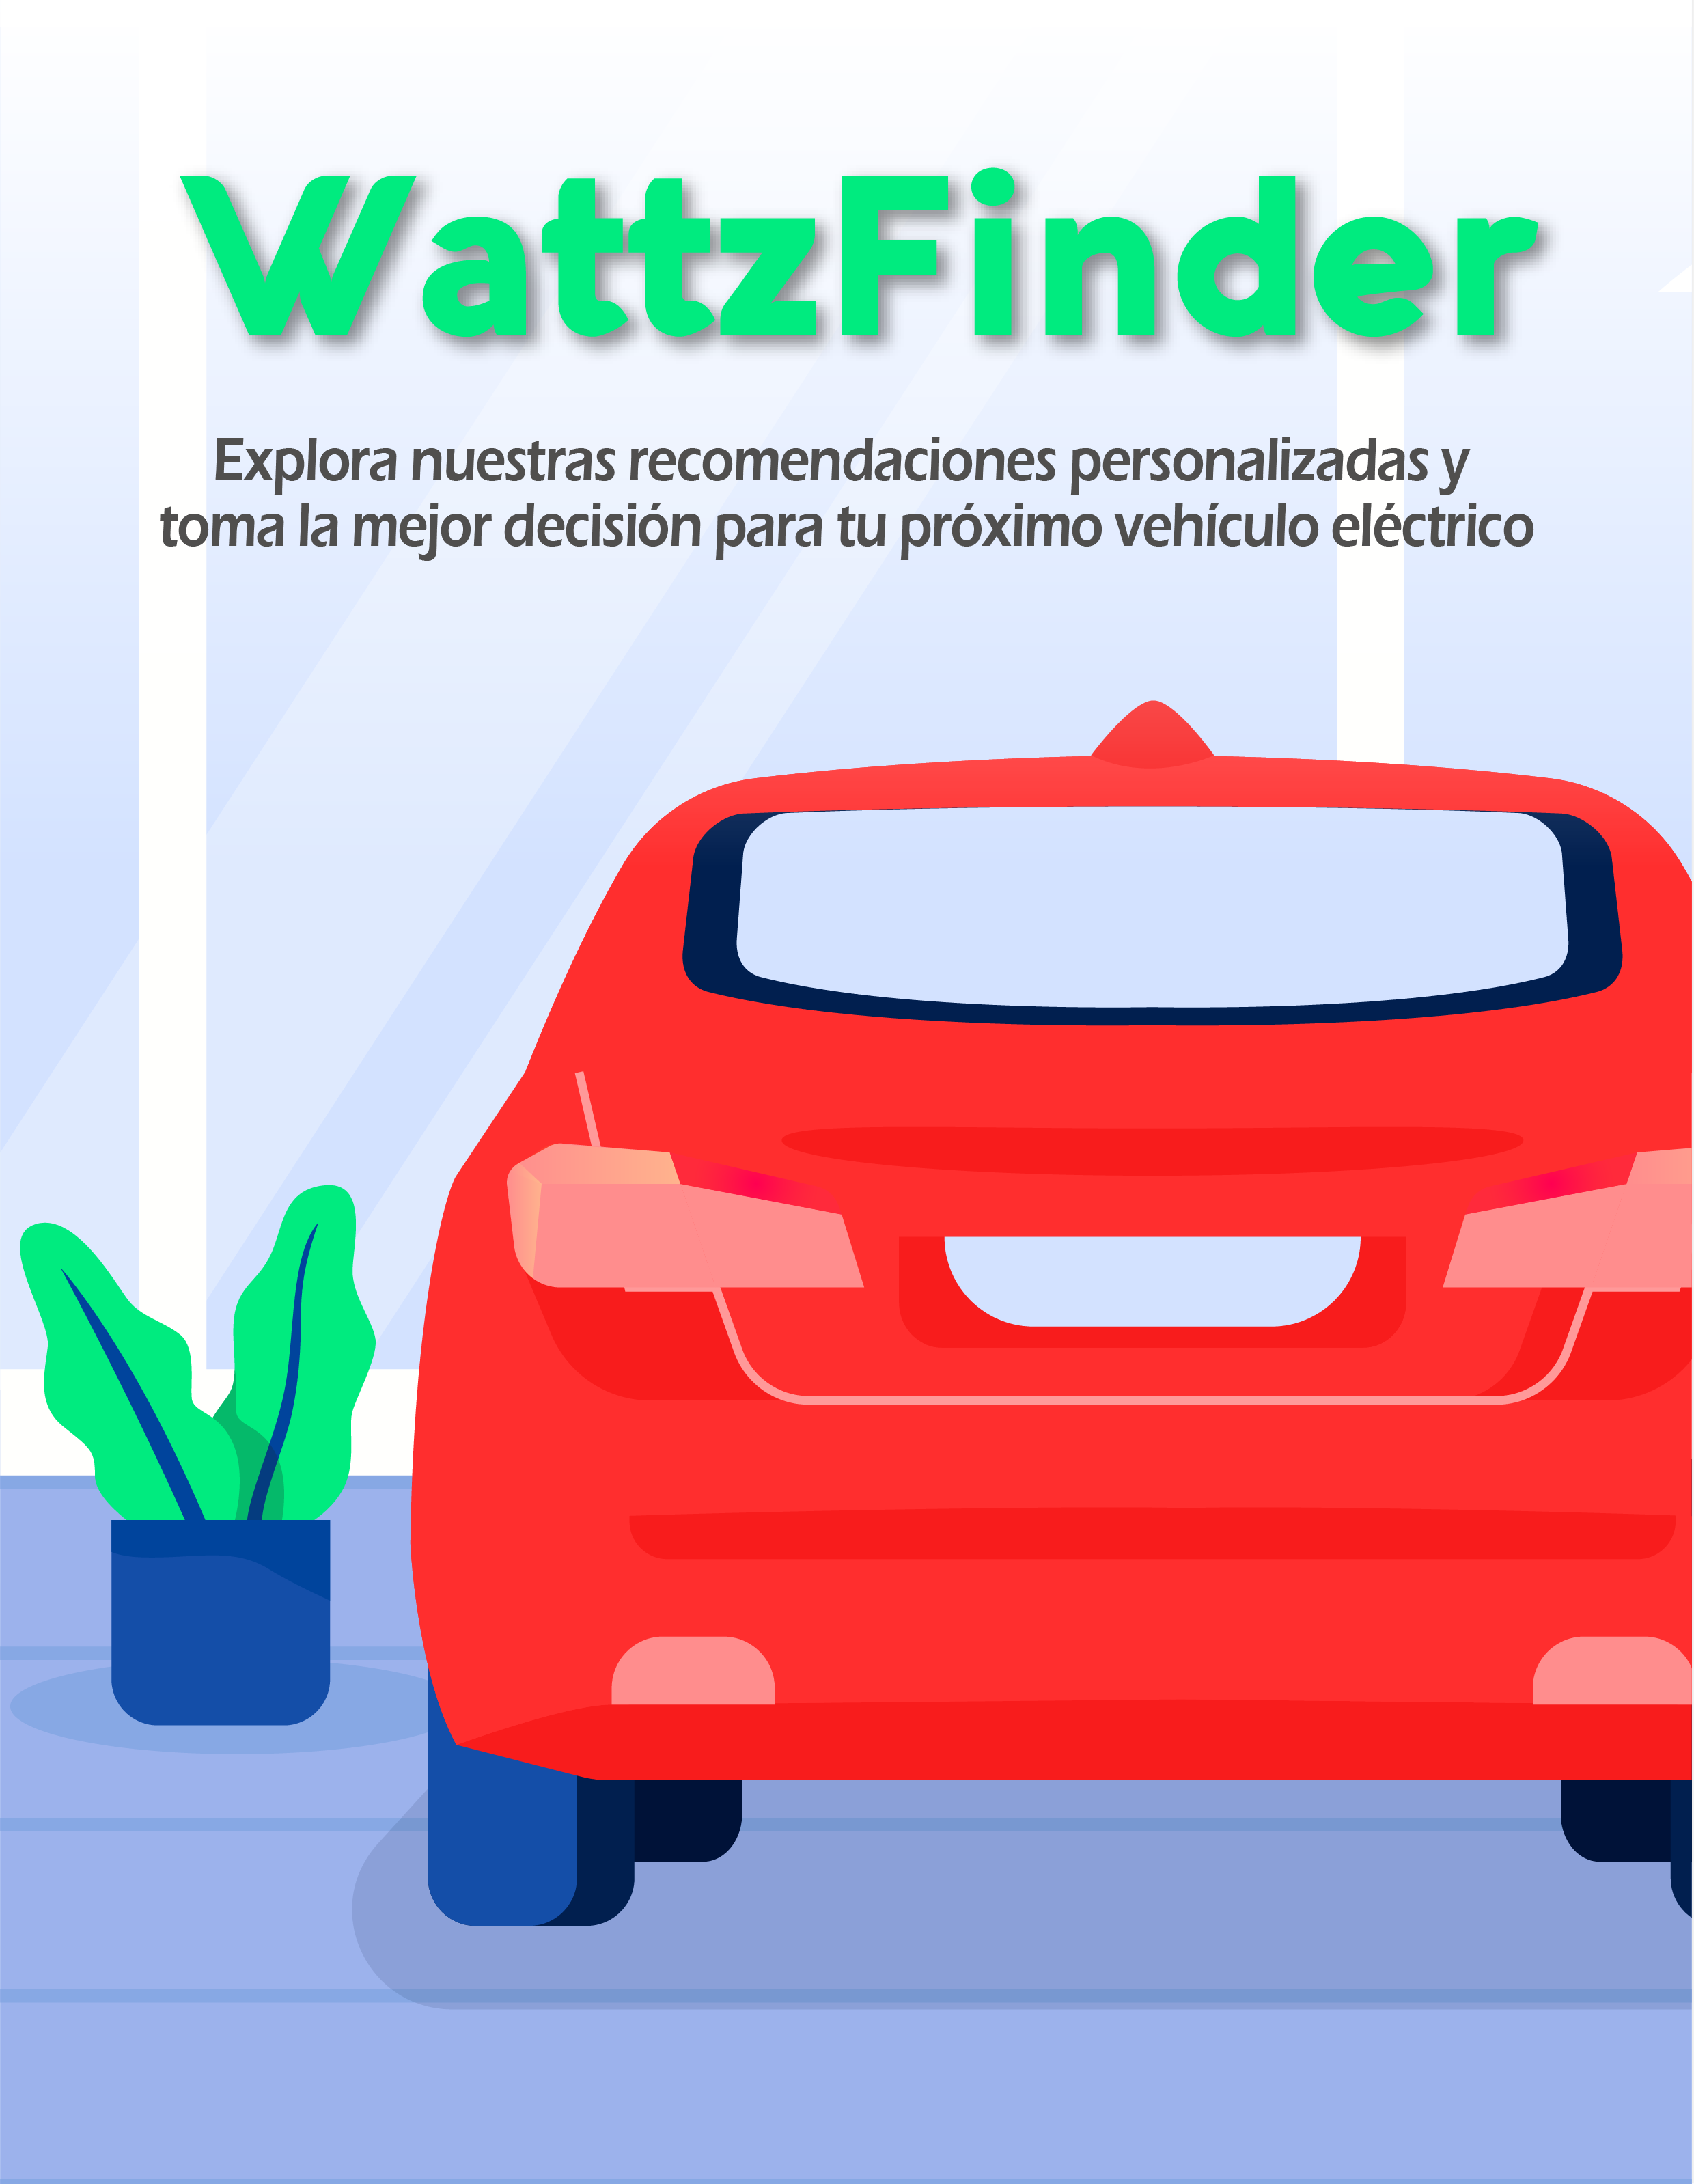 WattzFinder
Explora nuestras recomendaciones personalizadas y
toma la mejor decisión para tu próximo vehículo eléctrico